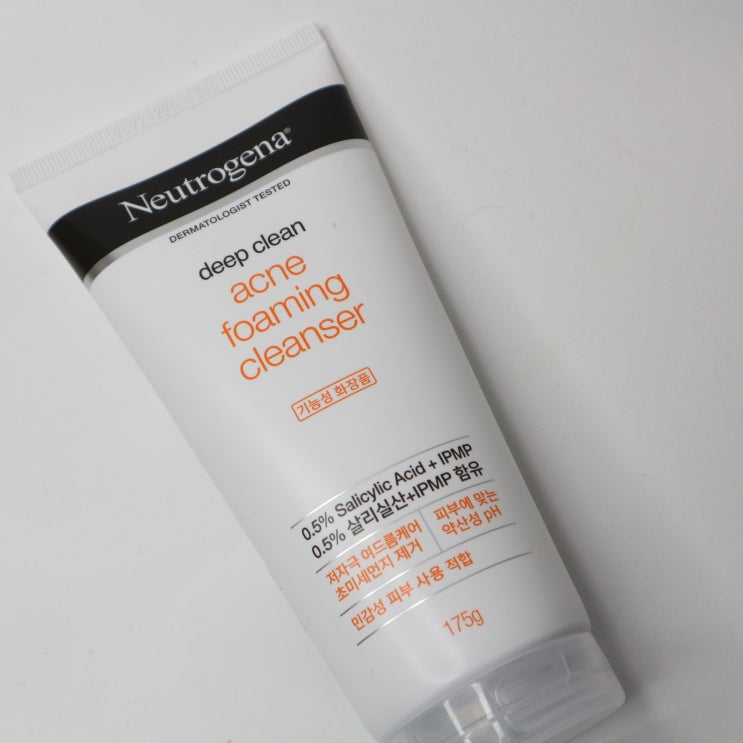 Neutrogena®
DERMATOLOGIST TESTED
deep clean
acne
foaming
cleanser
기능성 화장품
0.5% Salicylic Acid + IPMP
0.5% 살리실산+IPMP 함유
저자극 여드름케어
초미세먼지 제거
피부에 맞는
약산성 pH
민감성 피부 사용 적합
175g